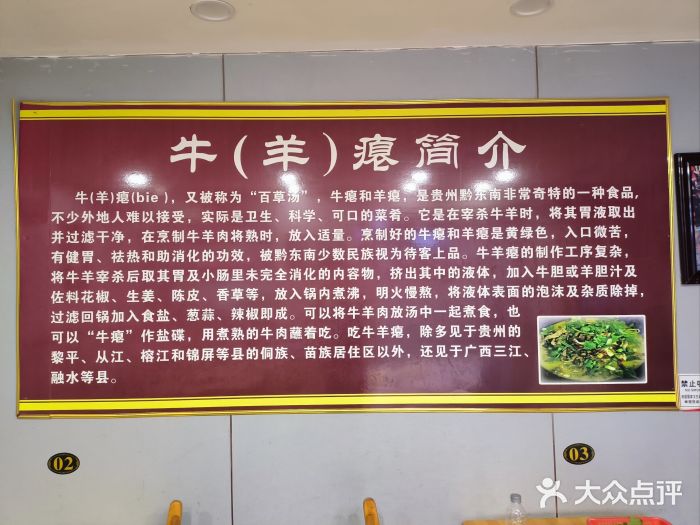 牛(羊)瘪简介
牛(羊)瘪(bie)，又被称为“百草汤”，牛瘪和羊瘪，是贵州黔东南非常奇特的一种食品，
不少外地人难以接受，实际是卫生、科学、可口的菜肴。它是在宰杀牛羊时，将其胃液取出
并过滤干净，在烹制牛羊肉将熟时，放入适量。烹制好的牛瘪和羊瘪是黄绿色，入口微苦，
有健胃、祛热和助消化的功效，被黔东南少数民族视为待客上品。牛羊瘪的制作工序复杂，
将牛羊宰杀后取其胃及小肠里未完全消化的内容物，挤出其中的液体，加入牛胆或羊胆汁及
佐料花椒、生姜、陈皮、香草等，放入锅内煮沸，明火慢熬，将液体表面的泡沫及杂质除掉，
过滤回锅加入食盐、葱蒜、辣椒即成。可以将牛羊肉放汤中一起煮食，也
可以“牛瘪”作盐碟，用煮熟的牛肉蘸着吃。吃牛羊瘪，除多见于贵州的
黎平、从江、榕江和锦屏等县的侗族、苗族居住区以外，还见于广西三江、
融水等县。
禁止
02
03
大众点评